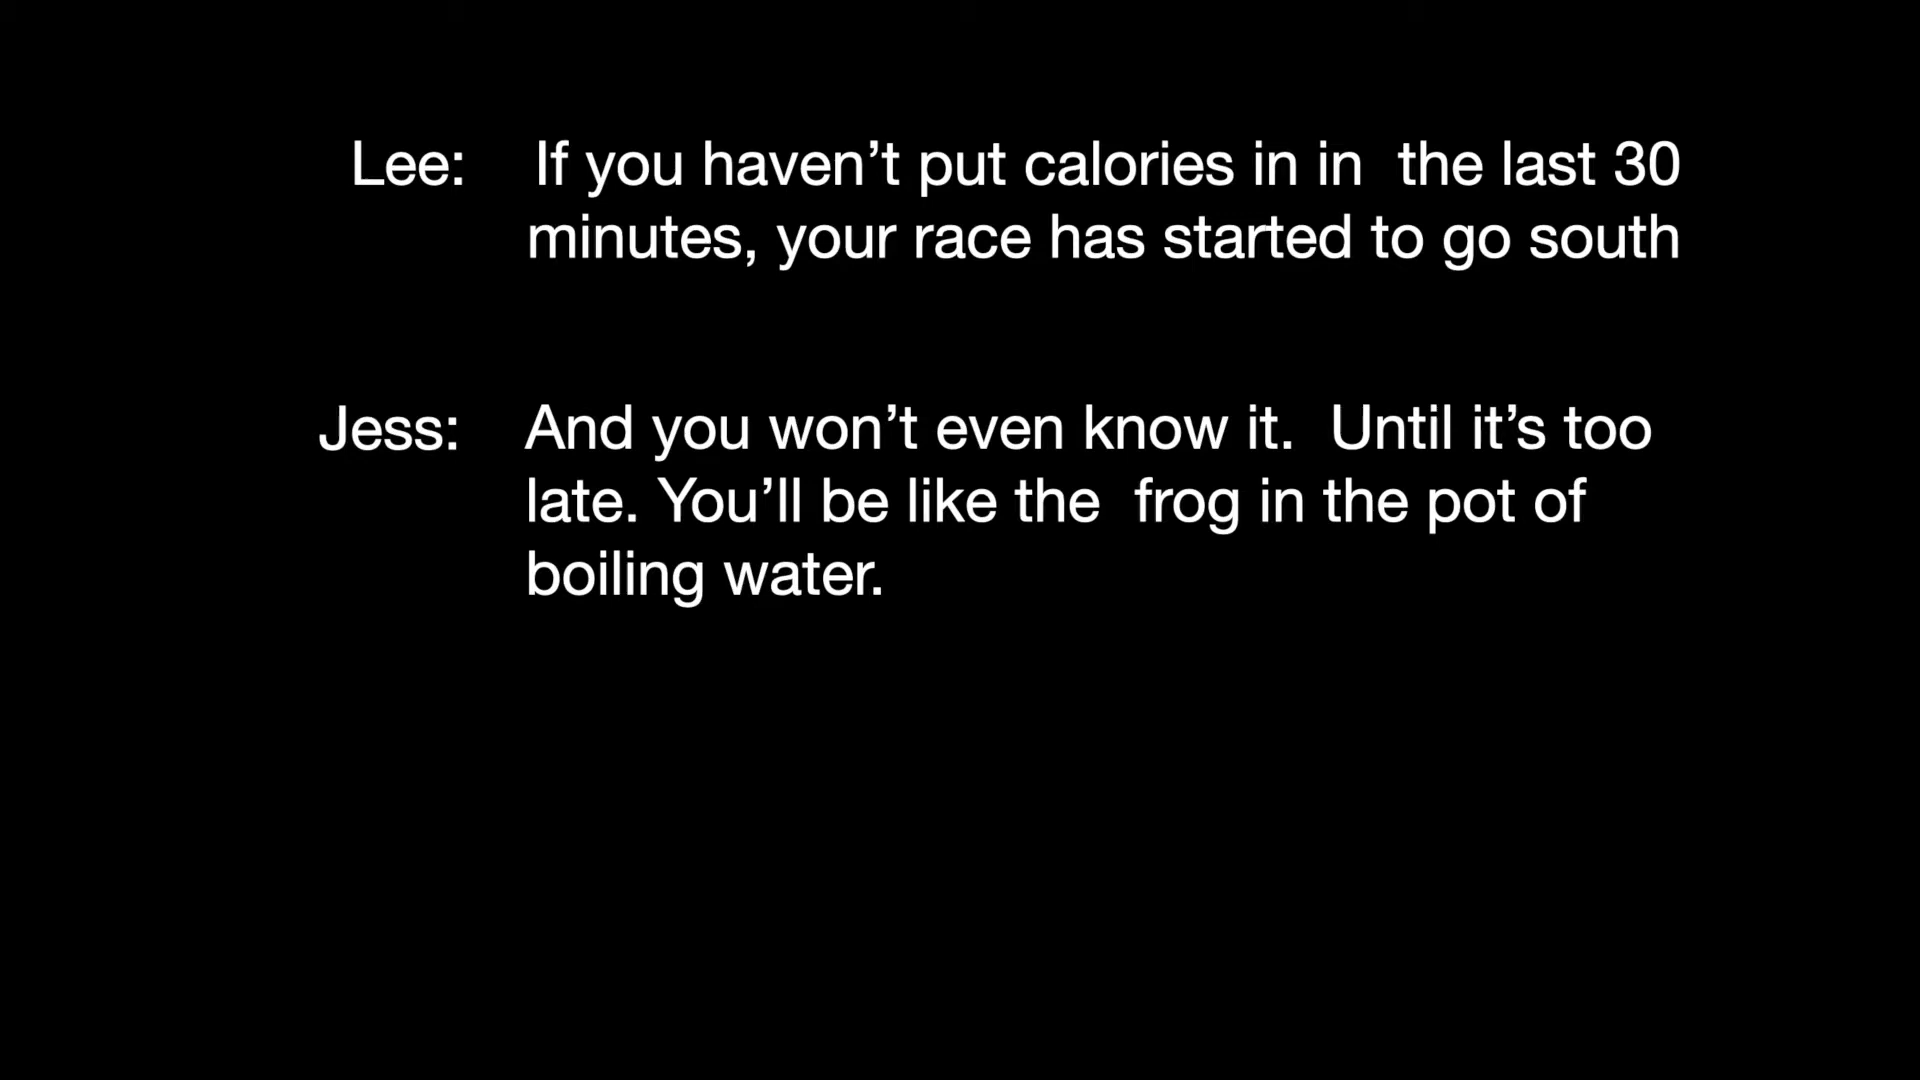 Lee: If you haven’t put calories in in  the last 30
minutes, your race has started to go south
Jess: And you won’t even know it.  Until it’s too
late. You’ll be like the  frog in the pot of
boiling water.